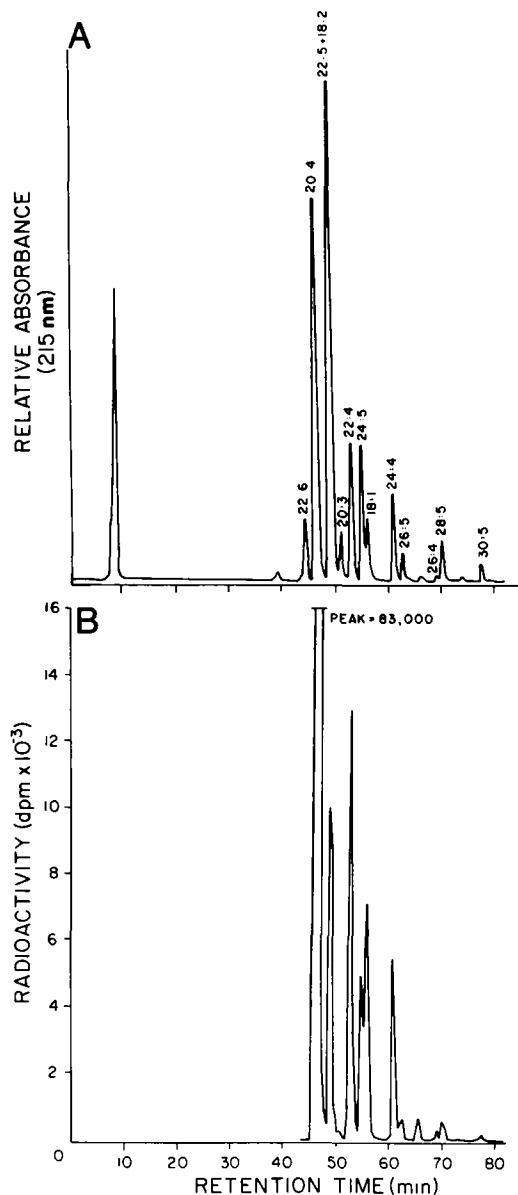 A
RELATIVE ABSORBANCE
(215 nm)
22 6
20 4
22·5+18·2
20·3
22:4
24:5
18:1
24:4
26:5
26:4
28:5
30:5
B
PEAK = 83,000
RADIOACTIVITY (dpm x 10⁻³)
16
14
12
10
8
6
4
2
10 20 30 40 50 60 70 80
RETENTION TIME (min)